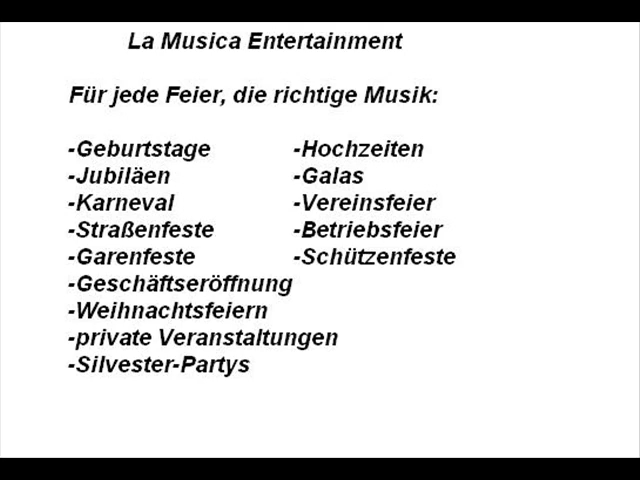 La Musica Entertainment
Für jede Feier, die richtige Musik:
-Geburtstage -Hochzeiten
-Jubiläen -Galas
-Karneval -Vereinsfeier
-Straßenfeste -Betriebsfeier
-Garenfeste -Schützenfeste
-Geschäftseröffnung
-Weihnachtsfeiern
-private Veranstaltungen
-Silvester-Partys